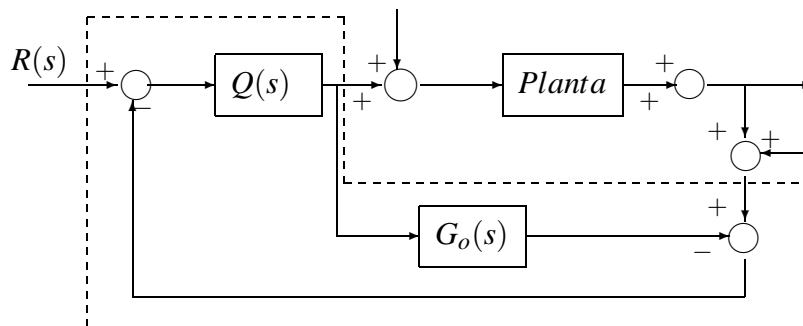 R(s)
+
−
Q(s)
+
+
Planta
+
+
+
+
+
G_o(s)
−